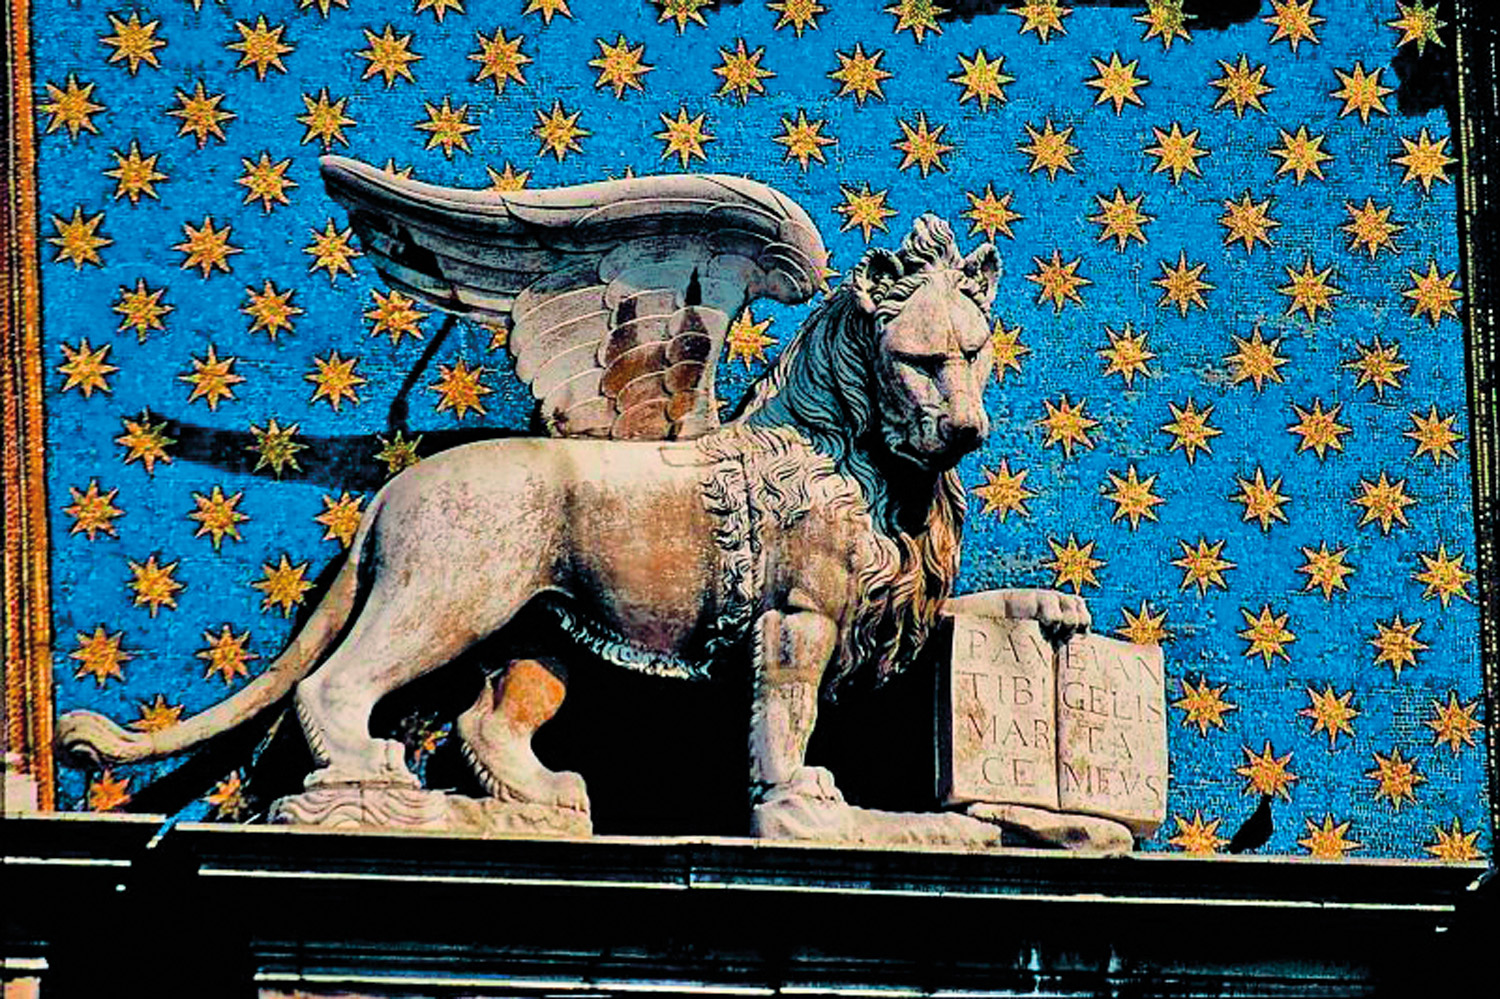 PAX
TIBI
MAR
CE
EVAN
GELIS
TA
MEVS